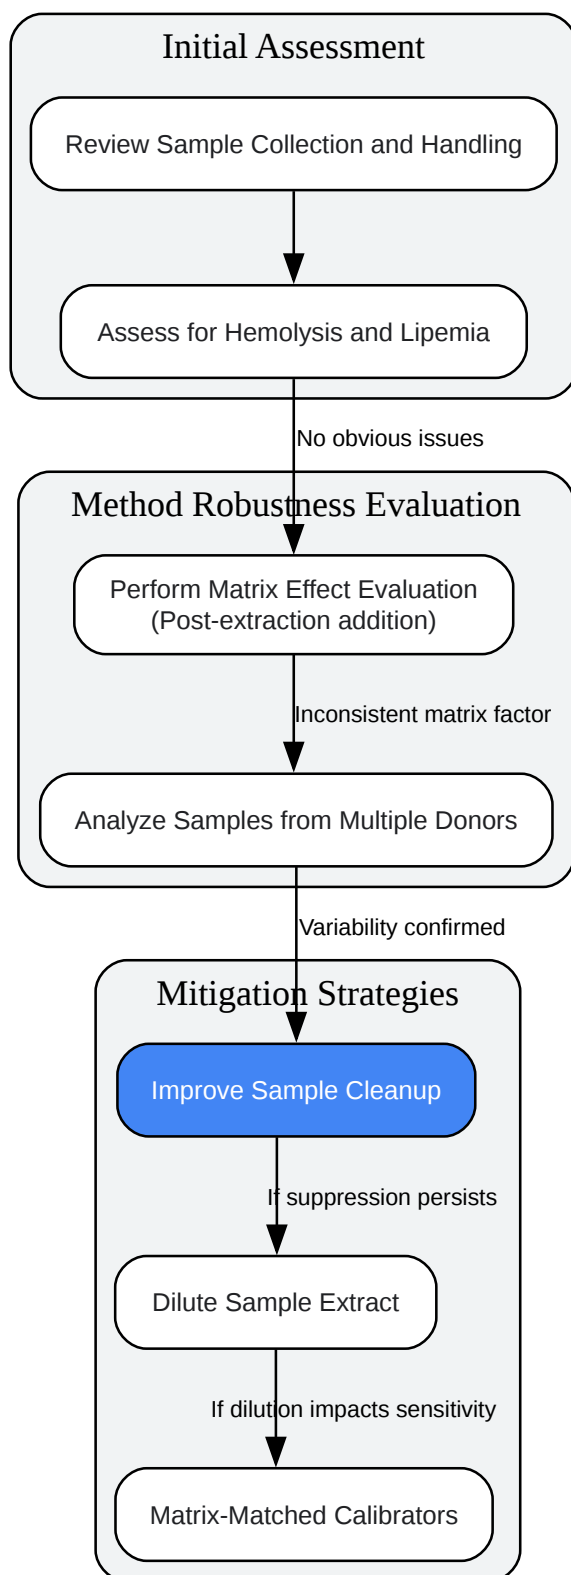 Initial Assessment
Review Sample Collection and Handling
Assess for Hemolysis and Lipemia
No obvious issues
Method Robustness Evaluation
Perform Matrix Effect Evaluation
(Post-extraction addition)
Inconsistent matrix factor
Analyze Samples from Multiple Donors
Variability confirmed
Mitigation Strategies
Improve Sample Cleanup
If suppression persists
Dilute Sample Extract
If dilution impacts sensitivity
Matrix-Matched Calibrators